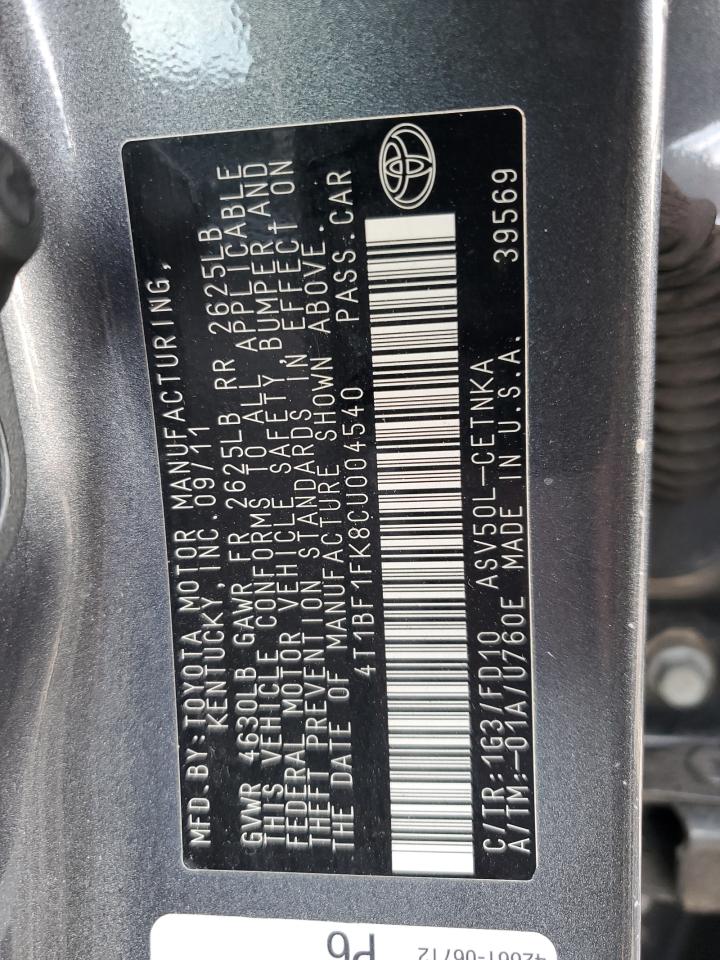 MFD. BY: TOYOTA MOTOR MANUFACTURING,
KENTUCKY, INC. 09/11
GVWR 4630LB GAWR FR 2625LB RR 2625LB
THIS VEHICLE CONFORMS TO ALL APPLICABLE
FEDERAL MOTOR VEHICLE SAFETY, BUMPER, AND
THEFT PREVENTION STANDARDS IN EFFECT ON
THE DATE OF MANUFACTURE SHOWN ABOVE.
4T1BF1FK8CU004540 PASS. CAR
C/TR: 1G3/FD10 ASV50L-CETNKA 39569
A/TM:-01A/U760E MADE IN U.S.A.
P6
42661-06712